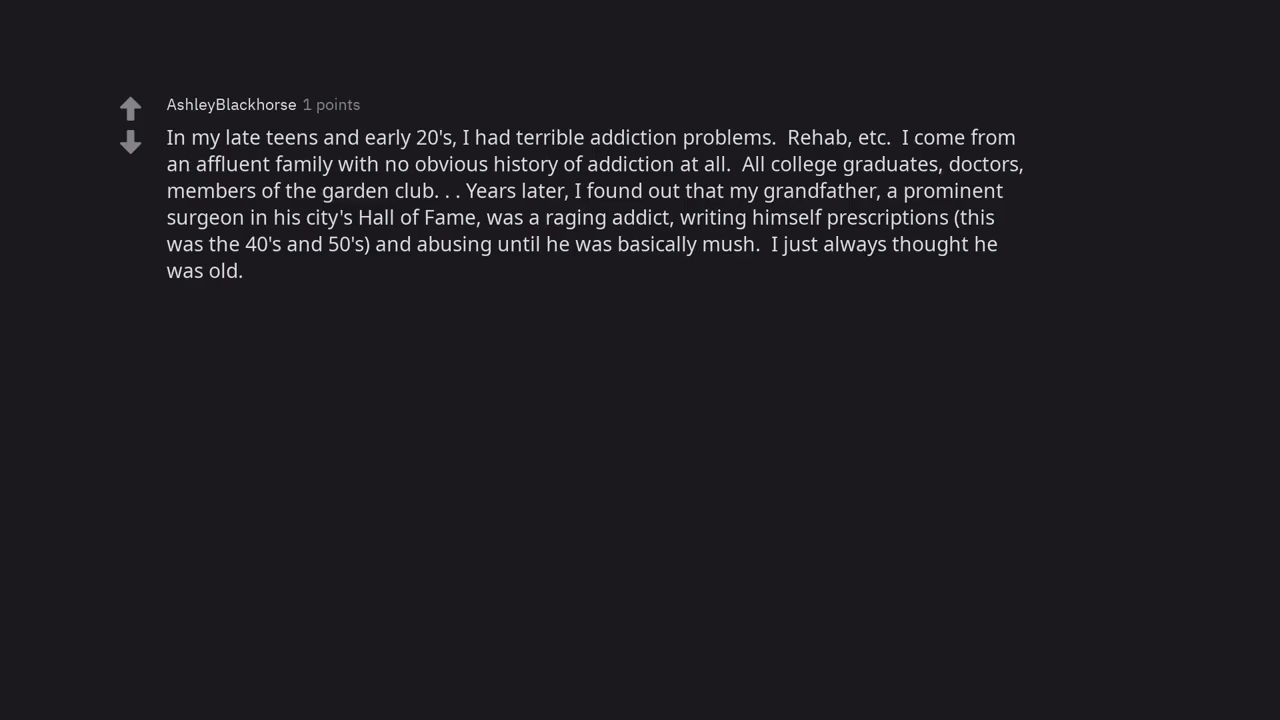 AshleyBlackhorse 1 points
In my late teens and early 20's, I had terrible addiction problems.  Rehab, etc.  I come from
an affluent family with no obvious history of addiction at all.  All college graduates, doctors,
members of the garden club. . . Years later, I found out that my grandfather, a prominent
surgeon in his city's Hall of Fame, was a raging addict, writing himself prescriptions (this
was the 40's and 50's) and abusing until he was basically mush.  I just always thought he
was old.